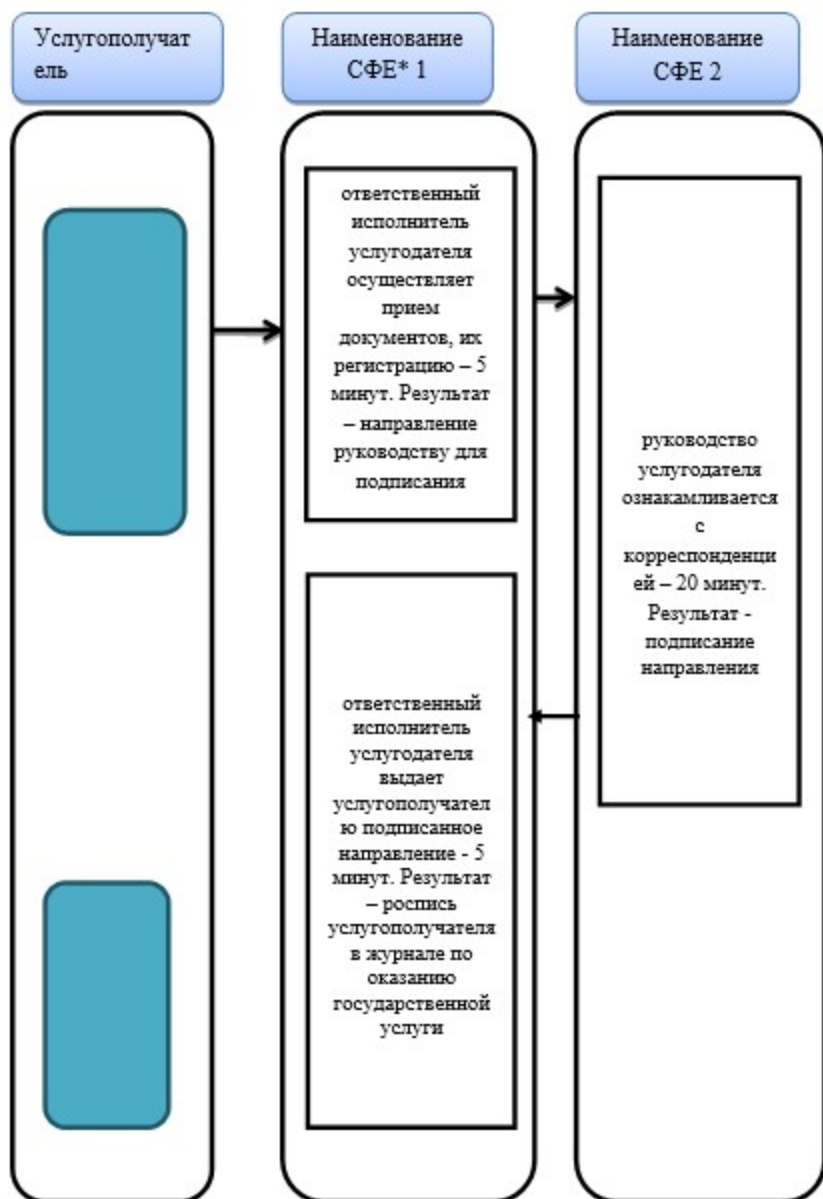 Услугополучат
ель
Наименование
СФЕ* 1
Наименование
СФЕ 2
ответственный
исполнитель
услугодателя
осуществляет
прием
документов, их
регистрацию – 5
минут. Результат
– направление
руководству для
подписания
ответственный
исполнитель
услугодателя
выдает
услугополучател
ю подписанное
направление - 5
минут. Результат
– роспись
услугополучателя
в журнале по
оказанию
государственной
услуги
руководство
услугодателя
ознакамливается
с
корреспонденци
ей – 20 минут.
Результат -
подписание
направления